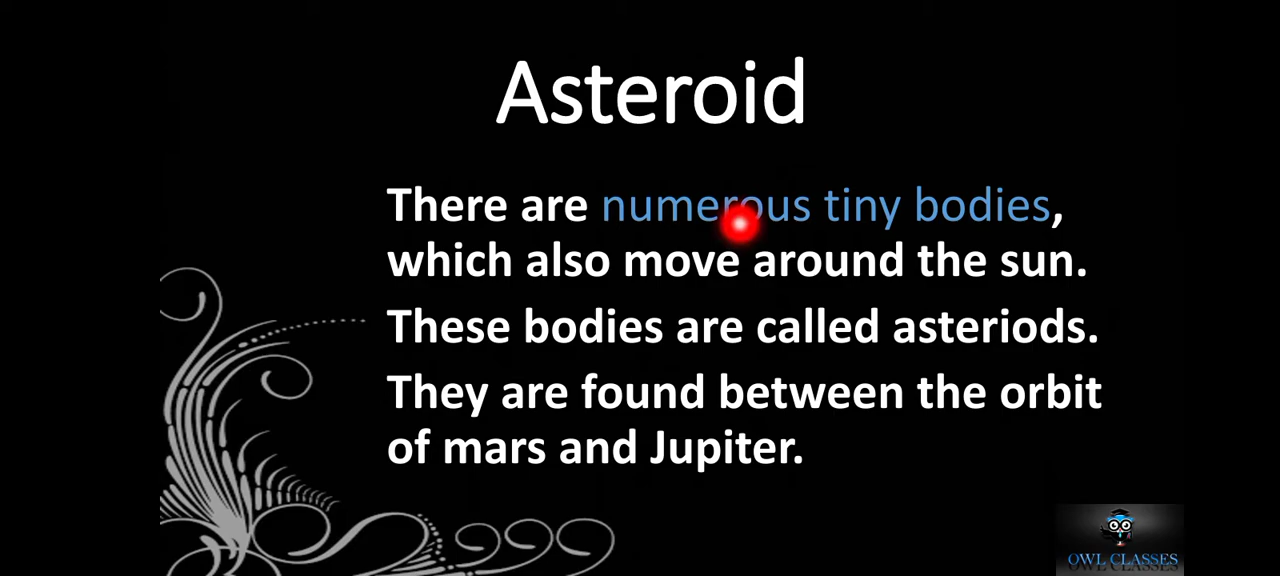 Asteroid
There are numerous tiny bodies,
which also move around the sun.
These bodies are called asteriods.
They are found between the orbit
of mars and Jupiter.
OWL CLASSES